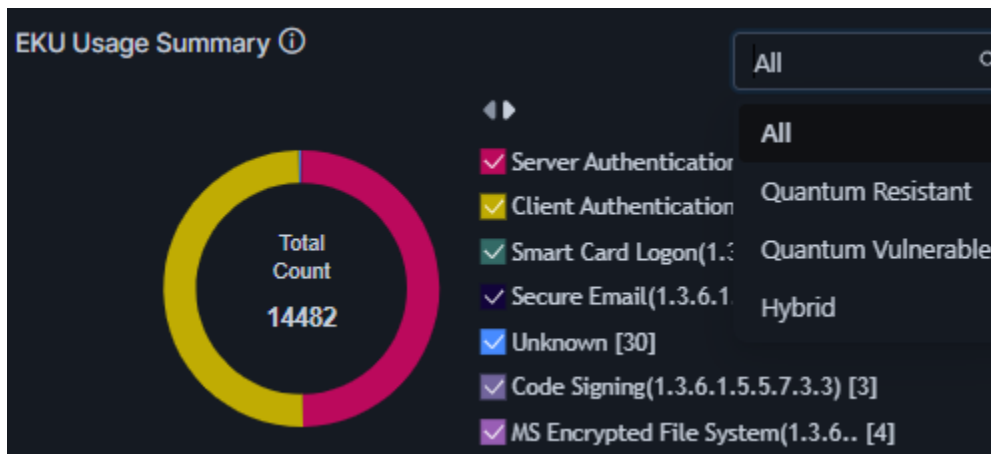 EKU Usage Summary
All
All
Quantum Resistant
Quantum Vulnerable
Hybrid
Server Authentication
Client Authentication
Smart Card Logon(1.3
Secure Email(1.3.6.1.
Unknown [30]
Code Signing(1.3.6.1.5.5.7.3.3) [3]
MS Encrypted File System(1.3.6.. [4]
Total
Count
14482